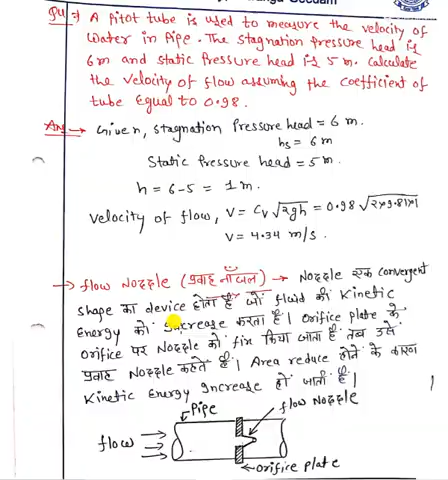 Qu ⇒ A Pitot tube is used to measure the velocity of
water in Pipe. The stagnation pressure head is
6m and static pressure head is 5 m. calculate
the velocity of flow assuming the coefficient of
tube Equal to 0.98.
Ans → Given, stagnation Pressure head = 6 m.
hs = 6m
Static Pressure head = 5 m.
h = 6-5 = 1 m.
velocity of flow, V = Cv √2gh = 0.98 √2×9.81×1
V = 4.34 m/s.
→ flow Nozzle (प्रवाह नॉजल) → Nozzle एक convergent
shape का device होता है जो fluid की Kinetic
Energy को Increase करता है। Orifice plate के
Orifice पर Nozzle को fix किया जाता है तब उसे
प्रवाह Nozzle कहते हैं। Area reduce होने के कारण
Kinetic Energy Increase हो जाती है।
Pipe
flow Nozzle
flow
orifice plate